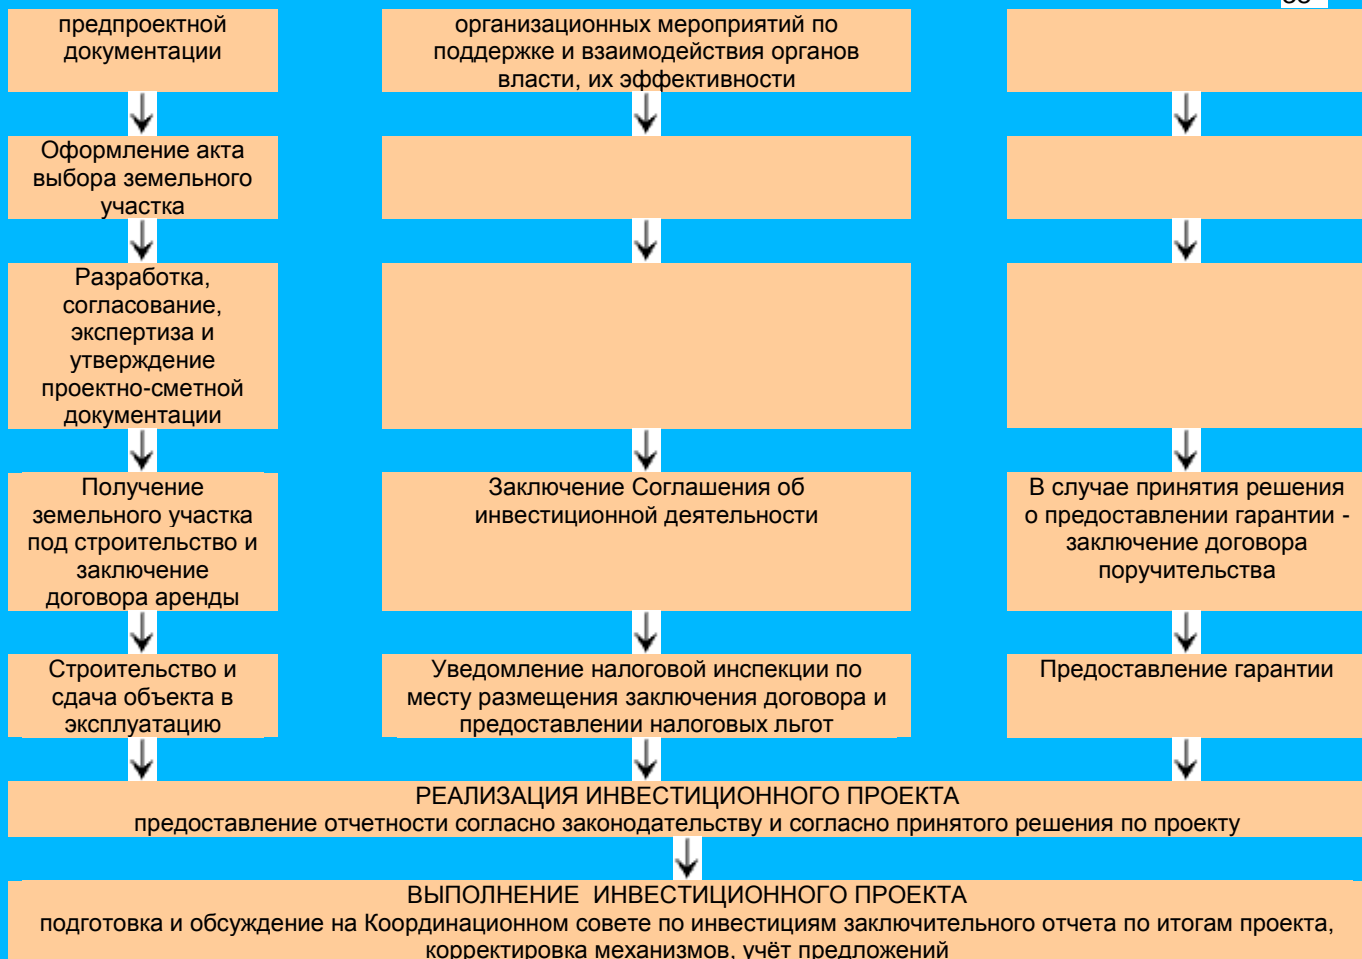 предпроектной
документации
организационных мероприятий по
поддержке и взаимодействия органов
власти, их эффективности
Оформление акта
выбора земельного
участка
Разработка,
согласование,
экспертиза и
утверждение
проектно-сметной
документации
Получение
земельного участка
под строительство и
заключение
договора аренды
Заключение Соглашения об
инвестиционной деятельности
В случае принятия решения
о предоставлении гарантии -
заключение договора
поручительства
Строительство и
сдача объекта в
эксплуатацию
Уведомление налоговой инспекции по
месту размещения заключения договора и
предоставлении налоговых льгот
Предоставление гарантии
РЕАЛИЗАЦИЯ ИНВЕСТИЦИОННОГО ПРОЕКТА
предоставление отчетности согласно законодательству и согласно принятого решения по проекту
ВЫПОЛНЕНИЕ ИНВЕСТИЦИОННОГО ПРОЕКТА
подготовка и обсуждение на Координационном совете по инвестициям заключительного отчета по итогам проекта,
корректировка механизмов, учёт предложений